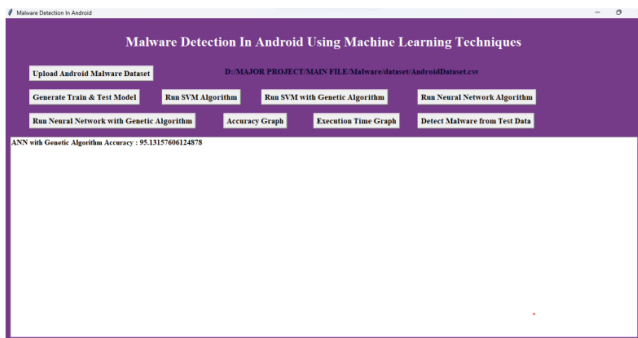 Malware Detection In Android
Malware Detection In Android Using Machine Learning Techniques
Upload Android Malware Dataset D:/MAJOR PROJECT/MAIN FILE/Malware/dataset/AndroidDataset.csv
Generate Train & Test Model Run SVM Algorithm Run SVM with Genetic Algorithm Run Neural Network Algorithm
Run Neural Network with Genetic Algorithm Accuracy Graph Execution Time Graph Detect Malware from Test Data
ANN with Genetic Algorithm Accuracy : 95.13157606124878